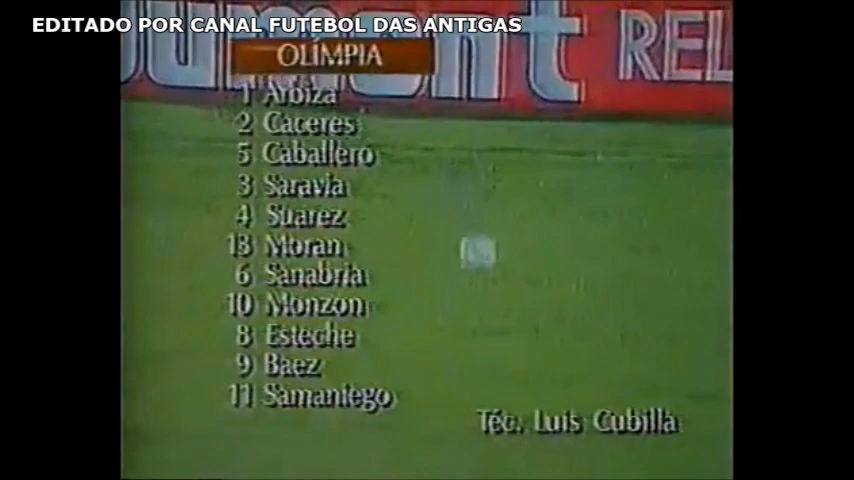 EDITADO POR CANAL FUTEBOL DAS ANTIGAS
OLÍMPIA
1 Arbiza
2 Caceres
5 Caballero
3 Saravia
4 Suarez
13 Moran
6 Sanabria
10 Monzon
8 Esteche
9 Baez
11 Samaniego
Téc. Luis Cubilla